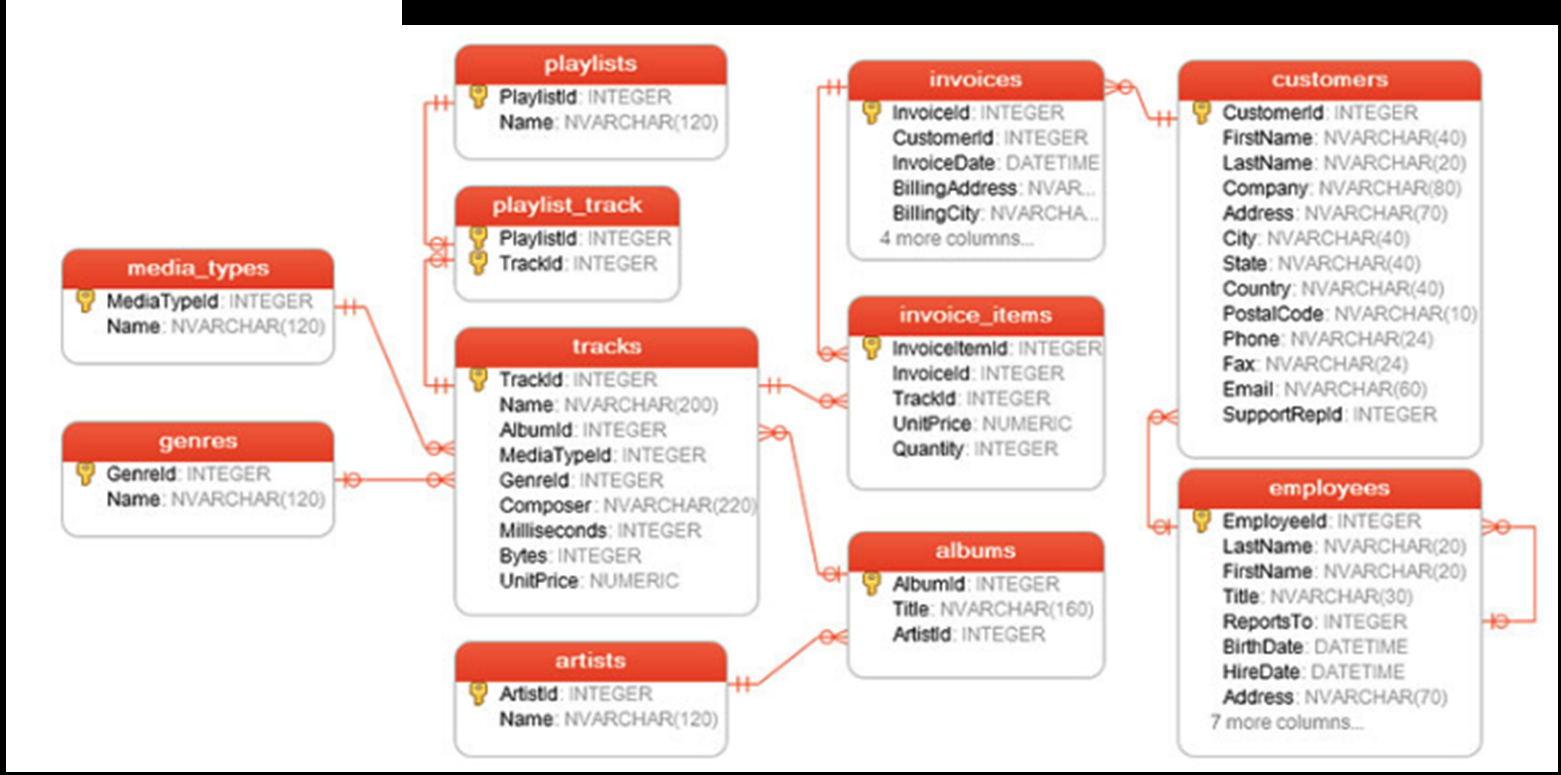 playlists
PlaylistId: INTEGER
Name: NVARCHAR(120)
playlist_track
PlaylistId: INTEGER
TrackId: INTEGER
media_types
MediaTypeId: INTEGER
Name: NVARCHAR(120)
genres
GenreId: INTEGER
Name: NVARCHAR(120)
tracks
TrackId: INTEGER
Name: NVARCHAR(200)
AlbumId: INTEGER
MediaTypeId: INTEGER
GenreId: INTEGER
Composer: NVARCHAR(220)
Milliseconds: INTEGER
Bytes: INTEGER
UnitPrice: NUMERIC
artists
ArtistId: INTEGER
Name: NVARCHAR(120)
invoices
InvoiceId: INTEGER
CustomerId: INTEGER
InvoiceDate: DATETIME
BillingAddress: NVAR...
BillingCity: NVARCHA...
4 more columns...
invoice_items
InvoiceItemId: INTEGER
InvoiceId: INTEGER
TrackId: INTEGER
UnitPrice: NUMERIC
Quantity: INTEGER
albums
AlbumId: INTEGER
Title: NVARCHAR(160)
ArtistId: INTEGER
customers
CustomerId: INTEGER
FirstName: NVARCHAR(40)
LastName: NVARCHAR(20)
Company: NVARCHAR(80)
Address: NVARCHAR(70)
City: NVARCHAR(40)
State: NVARCHAR(40)
Country: NVARCHAR(40)
PostalCode: NVARCHAR(10)
Phone: NVARCHAR(24)
Fax: NVARCHAR(24)
Email: NVARCHAR(60)
SupportRepId: INTEGER
employees
EmployeeId: INTEGER
LastName: NVARCHAR(20)
FirstName: NVARCHAR(20)
Title: NVARCHAR(30)
ReportsTo: INTEGER
BirthDate: DATETIME
HireDate: DATETIME
Address: NVARCHAR(70)
7 more columns...